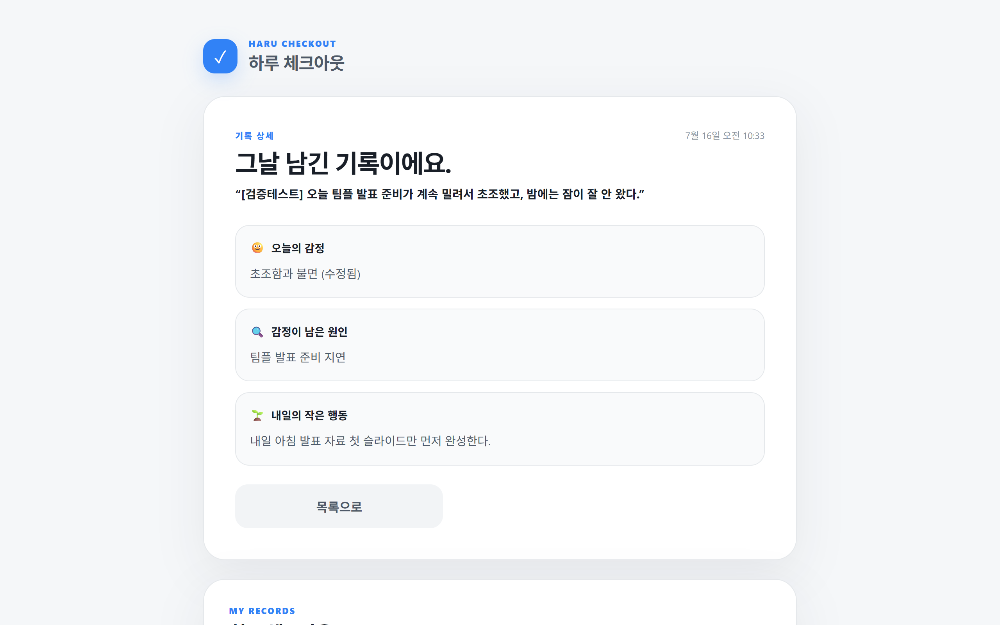 HARU CHECKOUT
하루 체크아웃
기록 상세
7월 16일 오전 10:33
그날 남긴 기록이에요.
“[검증테스트] 오늘 팀플 발표 준비가 계속 밀려서 초조했고, 밤에는 잠이 잘 안 왔다.”
오늘의 감정
초조함과 불면 (수정됨)
감정이 남은 원인
팀플 발표 준비 지연
내일의 작은 행동
내일 아침 발표 자료 첫 슬라이드만 먼저 완성한다.
목록으로
MY RECORDS